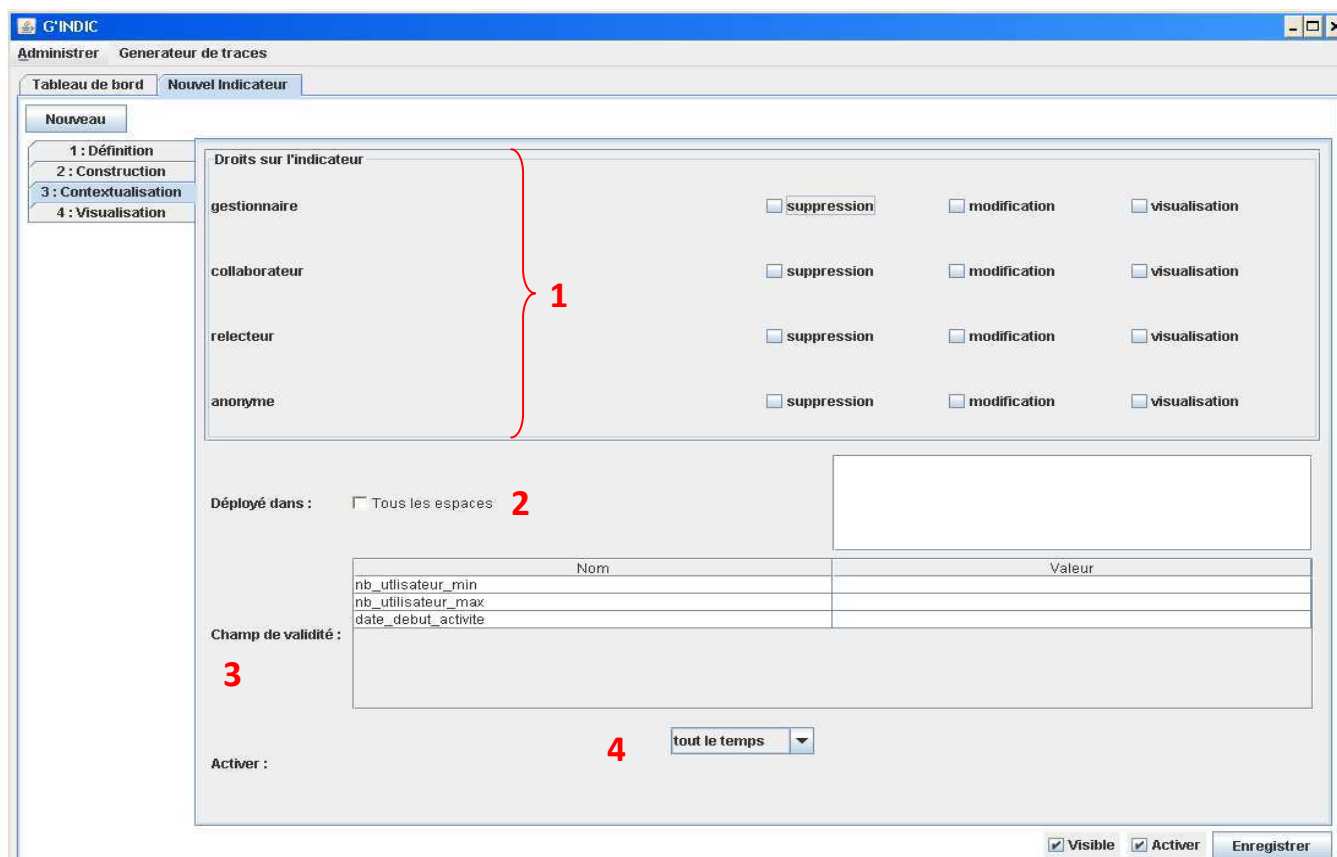 G'INDIC
Administrer Generateur de traces
Tableau de bord Nouvel Indicateur
Nouveau
1 : Définition
2 : Construction
3 : Contextualisation
4 : Visualisation
Droits sur l'indicateur
gestionnaire suppression modification visualisation
collaborateur suppression modification visualisation
1
relecteur suppression modification visualisation
anonyme suppression modification visualisation
Déployé dans : Tous les espaces 2
Nom Valeur
nb_utlisateur_min
nb_utilisateur_max
date_debut_activite
Champ de validité :
3
4 tout le temps
Activer :
Visible Activer Enregistrer